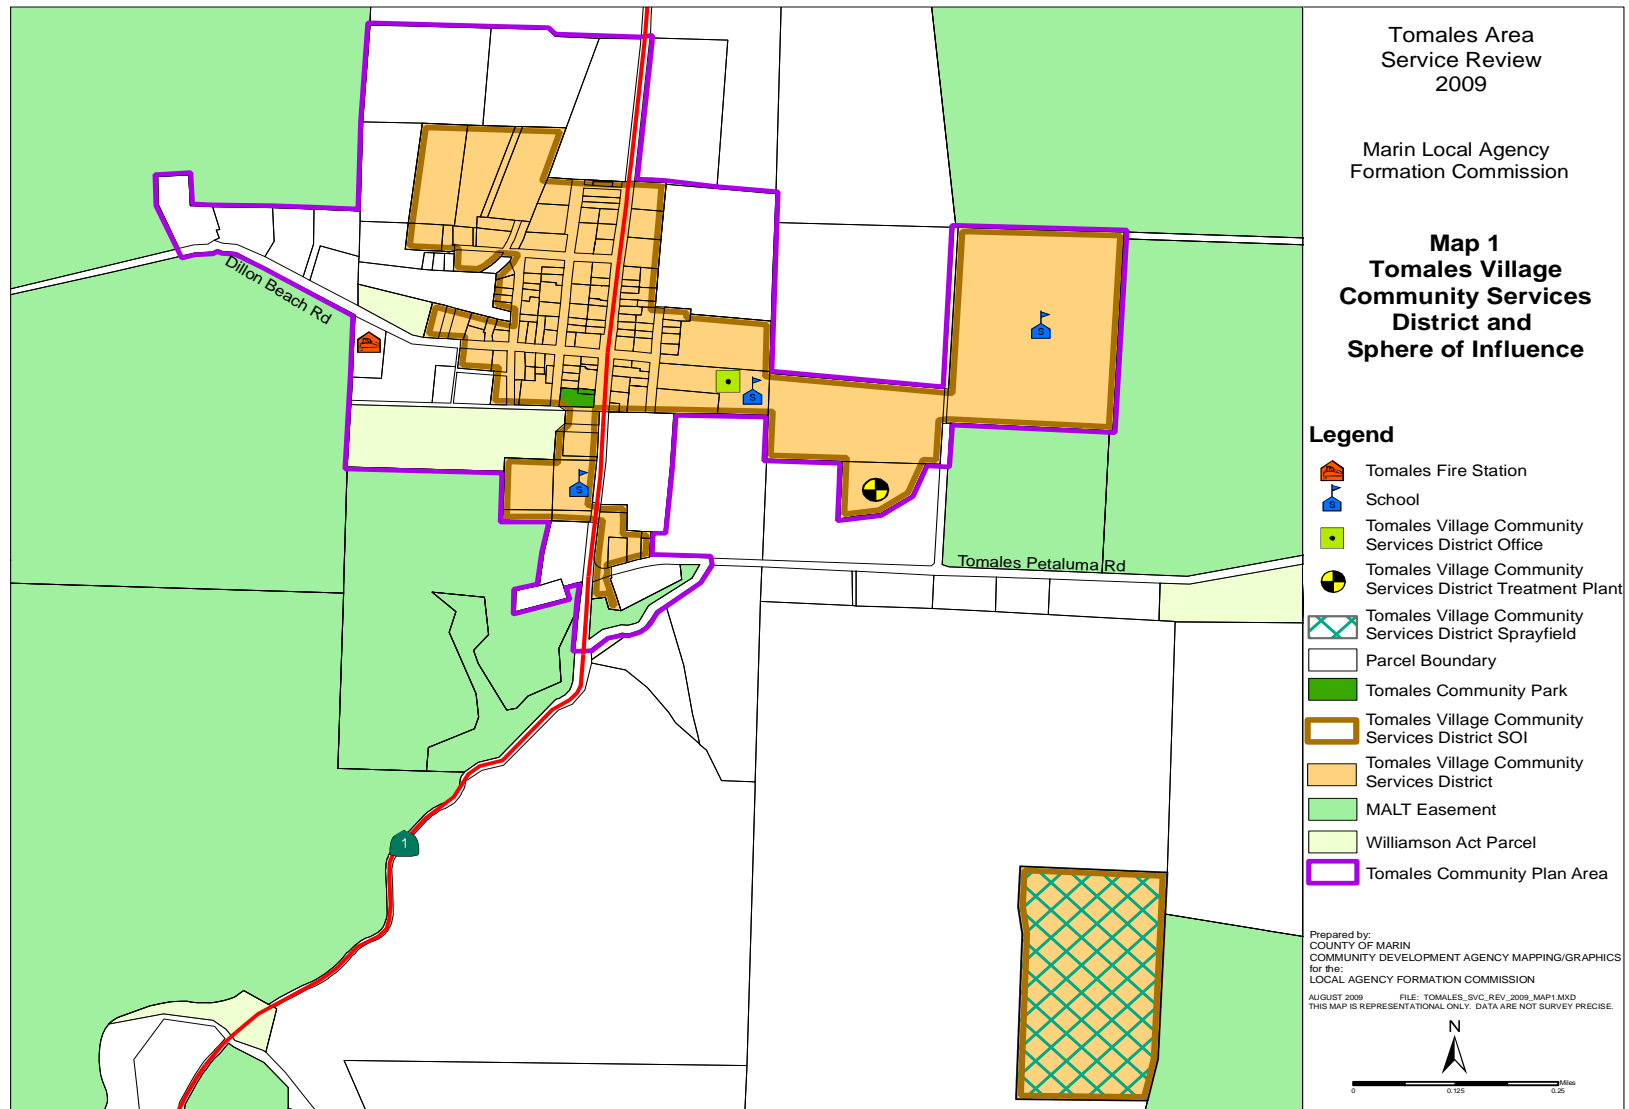 Tomales Area
Service Review
2009
Marin Local Agency
Formation Commission
Map 1
Tomales Village
Community Services
District and
Sphere of Influence
Dillon Beach Rd
S
S
S
Tomales Petaluma Rd
1
Legend
Tomales Fire Station
S
School
Tomales Village Community
Services District Office
Tomales Village Community
Services District Treatment Plant
Tomales Village Community
Services District Sprayfield
Parcel Boundary
Tomales Community Park
Tomales Village Community
Services District SOI
Tomales Village Community
Services District
MALT Easement
Williamson Act Parcel
Tomales Community Plan Area
Prepared by:
COUNTY OF MARIN
COMMUNITY DEVELOPMENT AGENCY MAPPING/GRAPHICS
for the:
LOCAL AGENCY FORMATION COMMISSION
AUGUST 2009 FILE: TOMALES_SVC_REV_2009_MAP1.MXD
THIS MAP IS REPRESENTATIONAL ONLY. DATA ARE NOT SURVEY PRECISE.
N
Miles
0 0.125 0.25